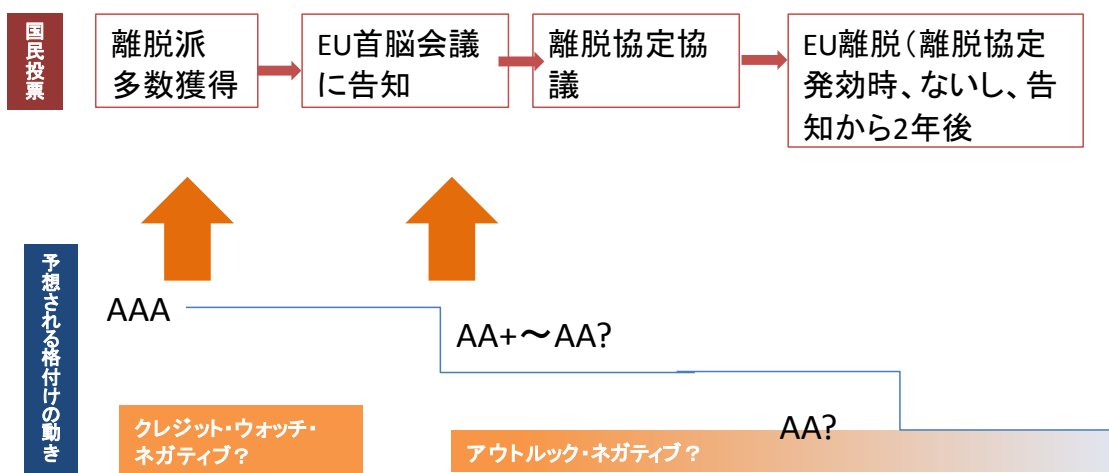 国民投票
離脱派
多数獲得
EU首脳会議
に告知
離脱協定協
議
EU離脱（離脱協定
発効時、ないし、告
知から2年後
予想される格付けの動き
AAA
AA+～AA?
AA?
クレジット・ウォッチ・
ネガティブ？
アウトルック・ネガティブ？